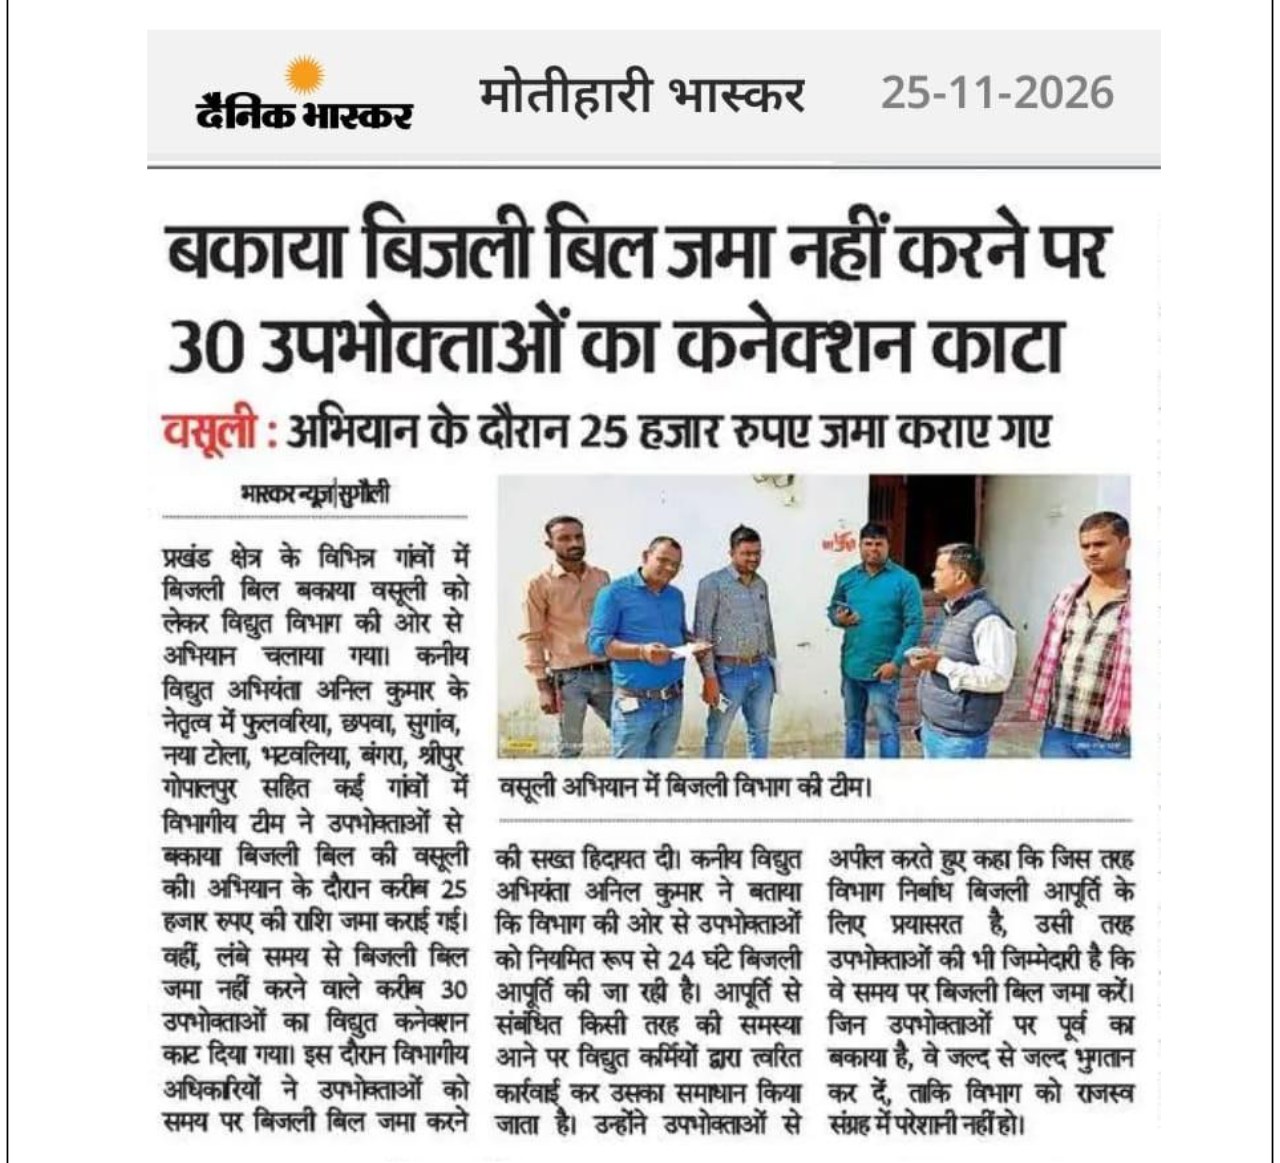 दैनिक भास्कर
मोतीहारी भास्कर
25-11-2026
बकाया बिजली बिल जमा नहीं करने पर
30 उपभोक्ताओं का कनेक्शन काटा
वसूली : अभियान के दौरान 25 हजार रुपए जमा कराए गए
भास्कर न्यूज|सुगौली
प्रखंड क्षेत्र के विभिन्न गांवों में
बिजली बिल बकाया वसूली को
लेकर विद्युत विभाग की ओर से
अभियान चलाया गया। कनीय
विद्युत अभियंता अनिल कुमार के
नेतृत्व में फुलवरिया, छपवा, सुगांव,
नया टोला, भटवलिया, बंगरा, श्रीपुर
गोपालपुर सहित कई गांवों में
विभागीय टीम ने उपभोक्ताओं से
बकाया बिजली बिल की वसूली
की। अभियान के दौरान करीब 25
हजार रुपए की राशि जमा कराई गई।
वहीं, लंबे समय से बिजली बिल
जमा नहीं करने वाले करीब 30
उपभोक्ताओं का विद्युत कनेक्शन
काट दिया गया। इस दौरान विभागीय
अधिकारियों ने उपभोक्ताओं को
समय पर बिजली बिल जमा करने
वसूली अभियान में बिजली विभाग की टीम।
की सख्त हिदायत दी। कनीय विद्युत
अभियंता अनिल कुमार ने बताया
कि विभाग की ओर से उपभोक्ताओं
को नियमित रूप से 24 घंटे बिजली
आपूर्ति की जा रही है। आपूर्ति से
संबंधित किसी तरह की समस्या
आने पर विद्युत कर्मियों द्वारा त्वरित
कार्रवाई कर उसका समाधान किया
जाता है। उन्होंने उपभोक्ताओं से
अपील करते हुए कहा कि जिस तरह
विभाग निर्बाध बिजली आपूर्ति के
लिए प्रयासरत है, उसी तरह
उपभोक्ताओं की भी जिम्मेदारी है कि
वे समय पर बिजली बिल जमा करें।
जिन उपभोक्ताओं पर पूर्व का
बकाया है, वे जल्द से जल्द भुगतान
कर दें, ताकि विभाग को राजस्व
संग्रह में परेशानी नहीं हो।